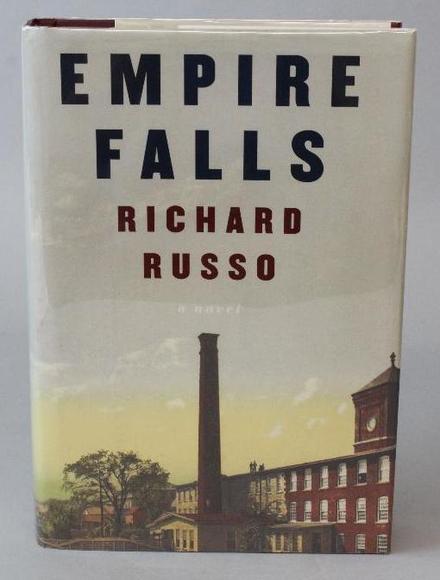 EMPIRE
FALLS
RICHARD
RUSSO
a novel